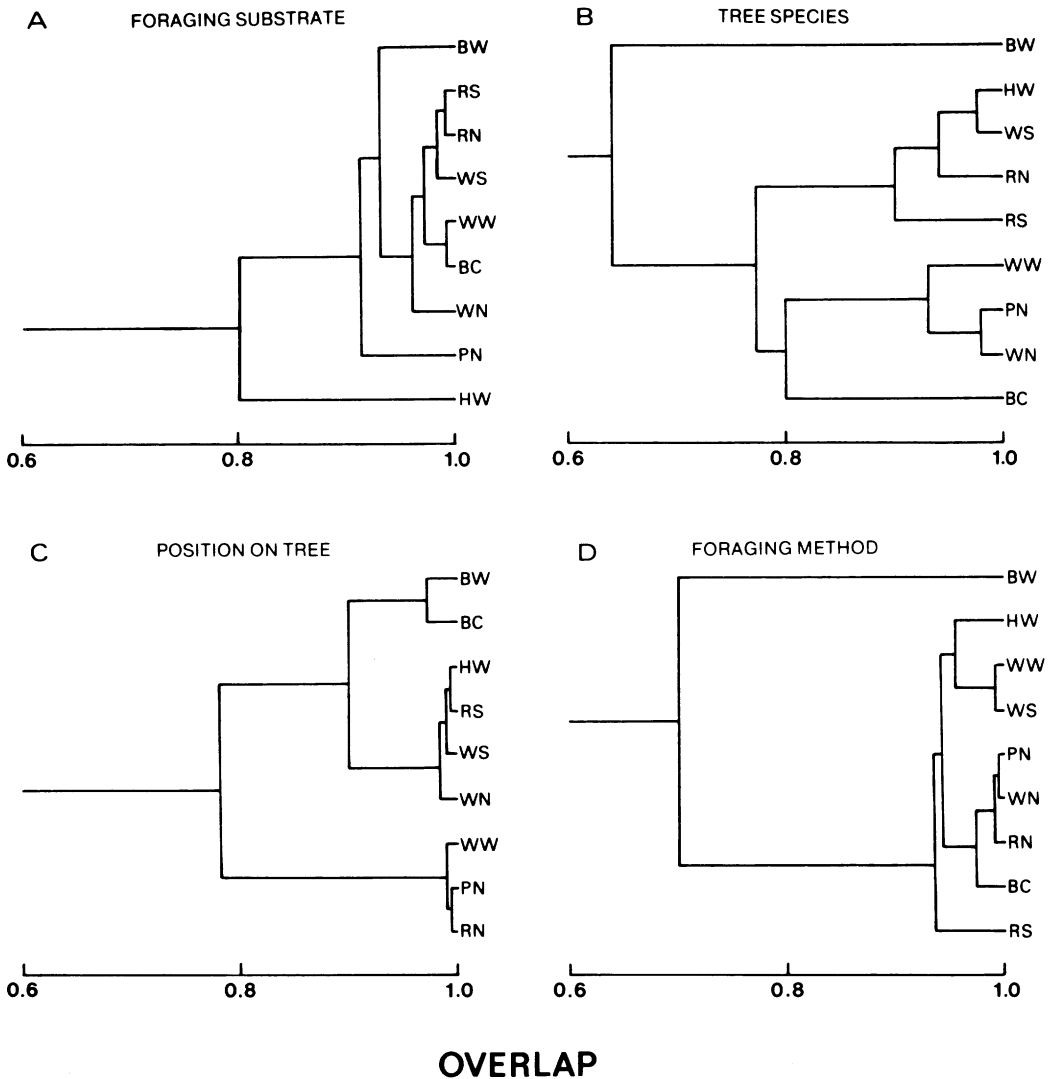 A
FORAGING SUBSTRATE
BW
RS
RN
WS
WW
BC
WN
PN
HW
0.6 0.8 1.0
B
TREE SPECIES
BW
HW
WS
RN
RS
WW
PN
WN
BC
0.6 0.8 1.0
C
POSITION ON TREE
BW
BC
HW
RS
WS
WN
WW
PN
RN
0.6 0.8 1.0
D
FORAGING METHOD
BW
HW
WW
WS
PN
WN
RN
BC
RS
0.6 0.8 1.0
OVERLAP